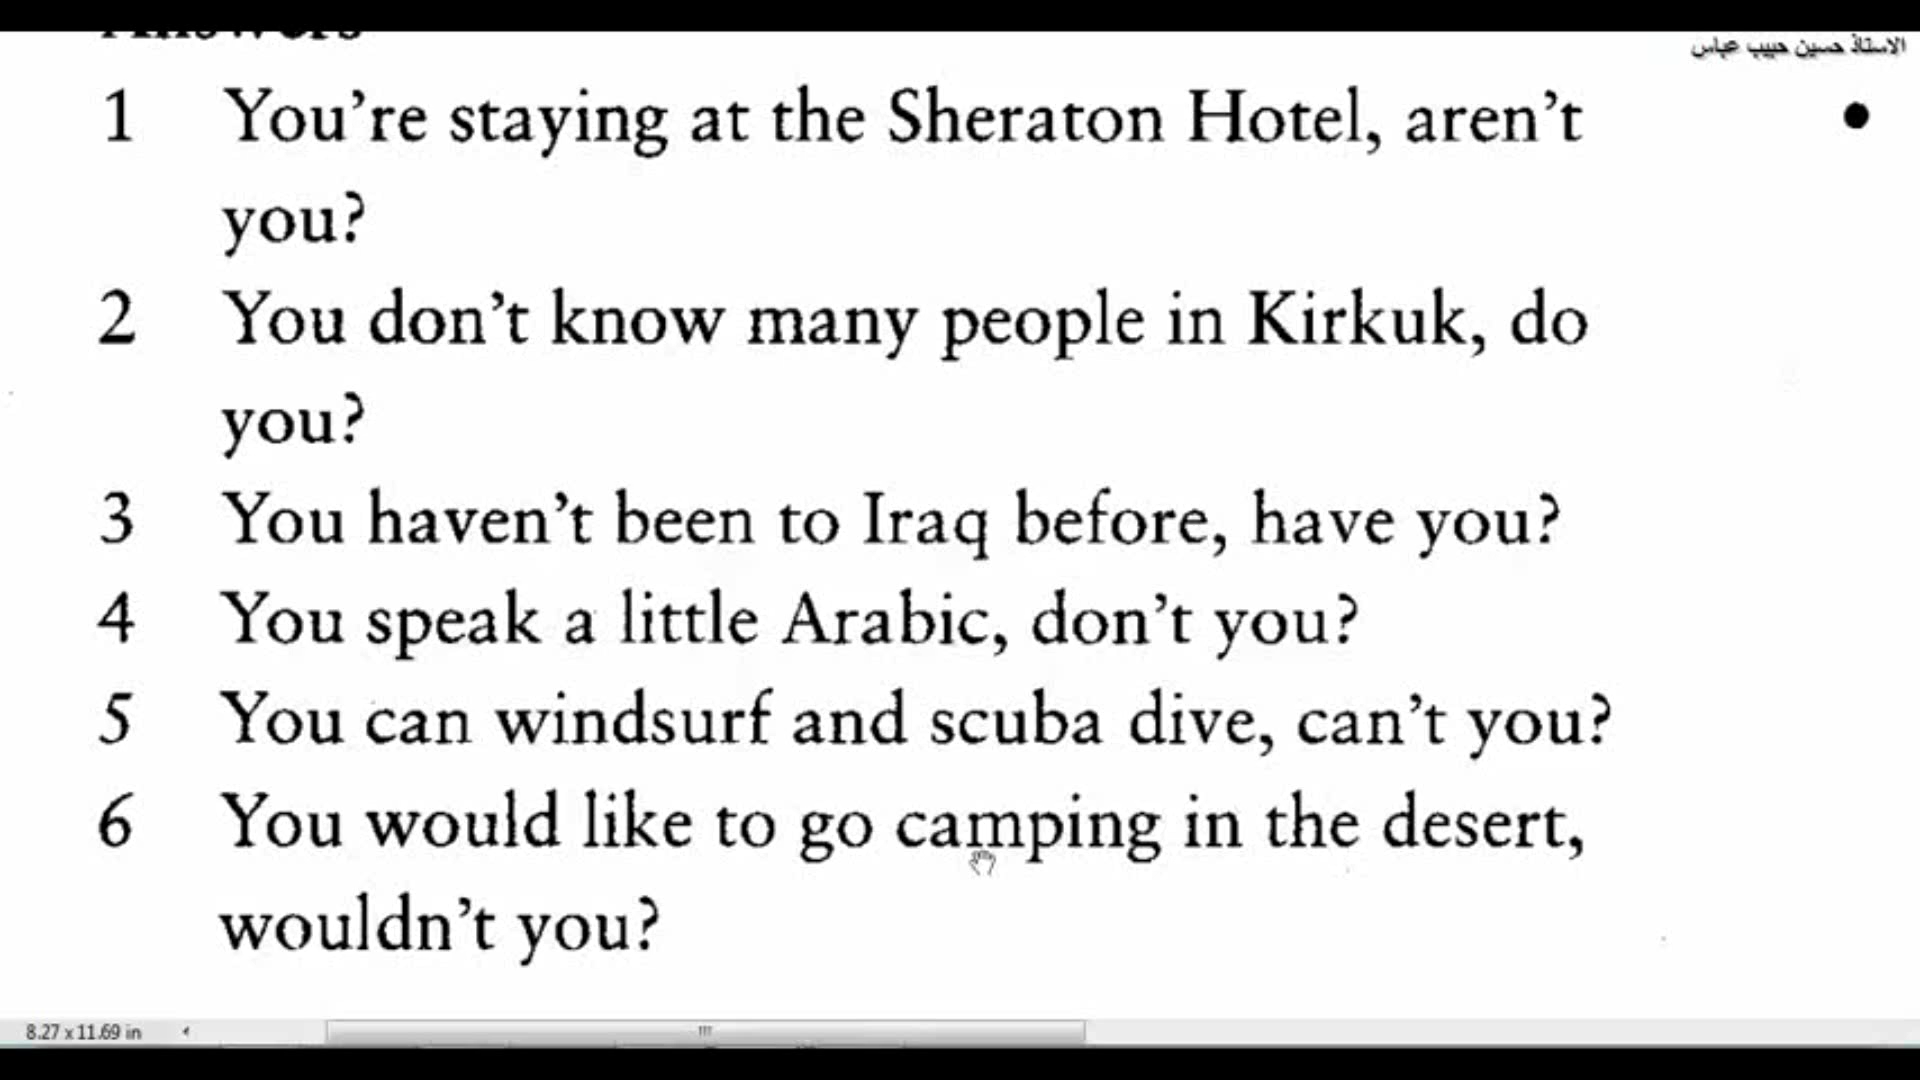 Answers
الاستاذ حسين حبيب عباس
1 You're staying at the Sheraton Hotel, aren't
you?
2 You don't know many people in Kirkuk, do
you?
3 You haven't been to Iraq before, have you?
4 You speak a little Arabic, don't you?
5 You can windsurf and scuba dive, can't you?
6 You would like to go camping in the desert,
wouldn't you?
8.27 x 11.69 in